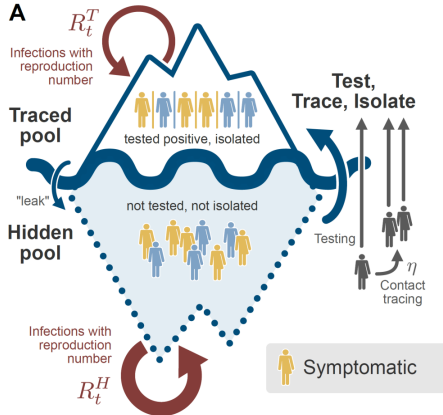 A
R_t^T
Infections with
reproduction
number
Test,
Trace, Isolate
Traced
pool
tested positive, isolated
"leak"
not tested, not isolated
Hidden
pool
Testing
η
Contact
tracing
Infections with
reproduction
number
R_t^H
Symptomatic